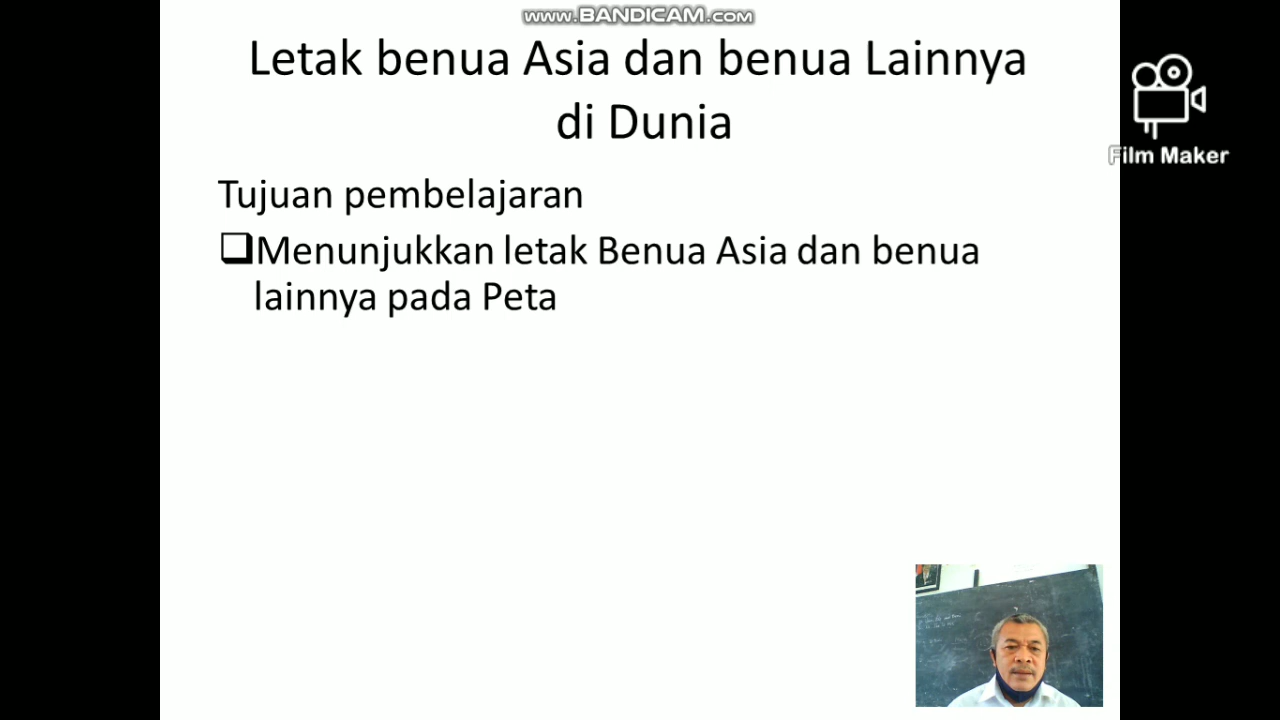 www.BANDICAM.com
Letak benua Asia dan benua Lainnya
di Dunia
Film Maker
Tujuan pembelajaran
Menunjukkan letak Benua Asia dan benua
lainnya pada Peta